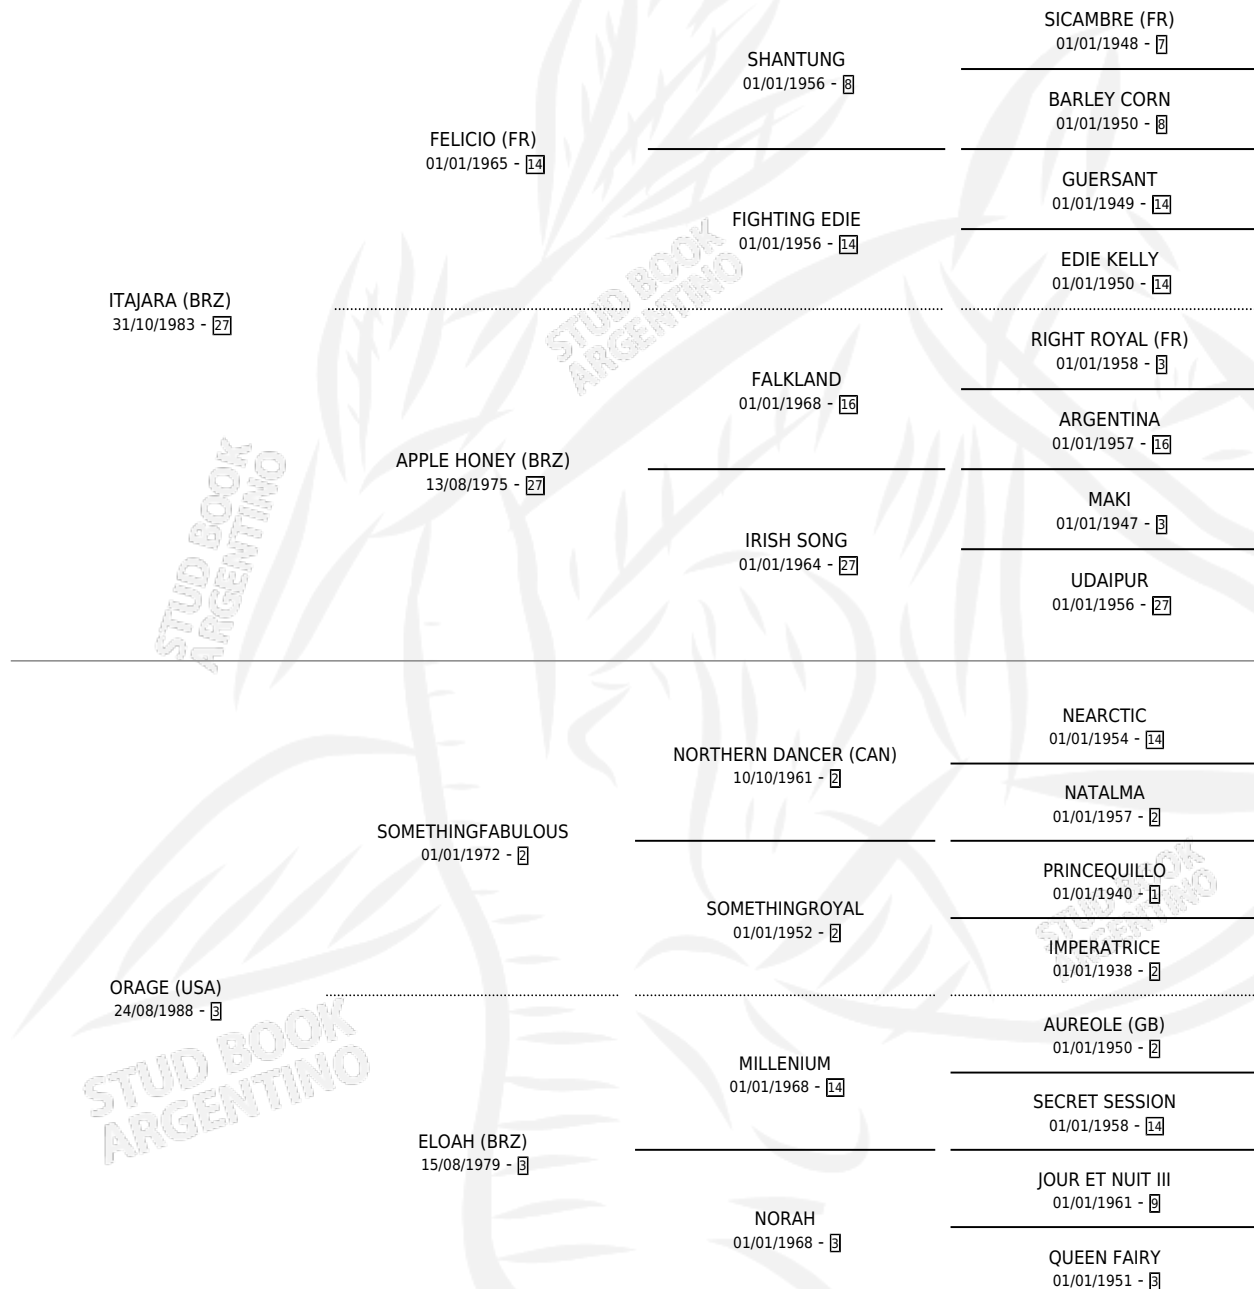 SICAMBRE (FR)
01/01/1948 - 7
SHANTUNG
01/01/1956 - 8
BARLEY CORN
01/01/1950 - 8
FELICIO (FR)
01/01/1965 - 14
GUERSANT
01/01/1949 - 14
FIGHTING EDIE
01/01/1956 - 14
EDIE KELLY
01/01/1950 - 14
ITAJARA (BRZ)
31/10/1983 - 27
RIGHT ROYAL (FR)
01/01/1958 - 3
FALKLAND
01/01/1968 - 16
ARGENTINA
01/01/1957 - 16
APPLE HONEY (BRZ)
13/08/1975 - 27
MAKI
01/01/1947 - 3
IRISH SONG
01/01/1964 - 27
UDAIPUR
01/01/1956 - 27
NEARCTIC
01/01/1954 - 14
NORTHERN DANCER (CAN)
10/10/1961 - 2
NATALMA
01/01/1957 - 2
SOMETHINGFABULOUS
01/01/1972 - 2
PRINCEQUILLO
01/01/1940 - 1
SOMETHINGROYAL
01/01/1952 - 2
IMPERATRICE
01/01/1938 - 2
ORAGE (USA)
24/08/1988 - 3
AUREOLE (GB)
01/01/1950 - 2
MILLENIUM
01/01/1968 - 14
SECRET SESSION
01/01/1958 - 14
ELOAH (BRZ)
15/08/1979 - 3
JOUR ET NUIT III
01/01/1961 - 9
NORAH
01/01/1968 - 3
QUEEN FAIRY
01/01/1951 - 3
STUD BOOK
ARGENTINO
STUD BOOK
ARGENTINO
STUD BOOK
ARGENTINO
STUD BOOK
ARGENTINO